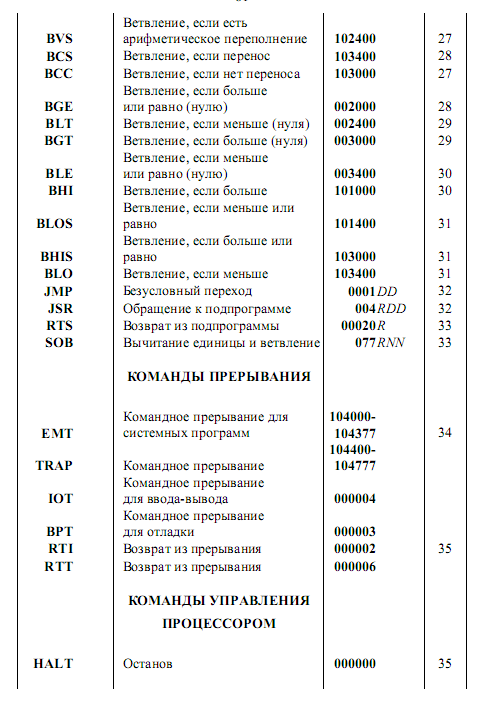 Ветвление, если есть
BVS арифметическое переполнение 102400 27
BCS Ветвление, если перенос 103400 28
BCC Ветвление, если нет переноса 103000 27
Ветвление, если больше
BGE или равно (нулю) 002000 28
BLT Ветвление, если меньше (нуля) 002400 29
BGT Ветвление, если больше (нуля) 003000 29
Ветвление, если меньше
BLE или равно (нулю) 003400 30
BHI Ветвление, если больше 101000 30
Ветвление, если меньше или
BLOS равно 101400 31
Ветвление, если больше или
BHIS равно 103000 31
BLO Ветвление, если меньше 103400 31
JMP Безусловный переход 0001DD 32
JSR Обращение к подпрограмме 004RDD 32
RTS Возврат из подпрограммы 00020R 33
SOB Вычитание единицы и ветвление 077RNN 33
КОМАНДЫ ПРЕРЫВАНИЯ
Командное прерывание для 104000-
EMT системных программ 104377 34
104400-
TRAP Командное прерывание 104777
Командное прерывание
IOT для ввода-вывода 000004
Командное прерывание
BPT для отладки 000003
RTI Возврат из прерывания 000002 35
RTT Возврат из прерывания 000006
КОМАНДЫ УПРАВЛЕНИЯ
ПРОЦЕССОРОМ
HALT Останов 000000 35